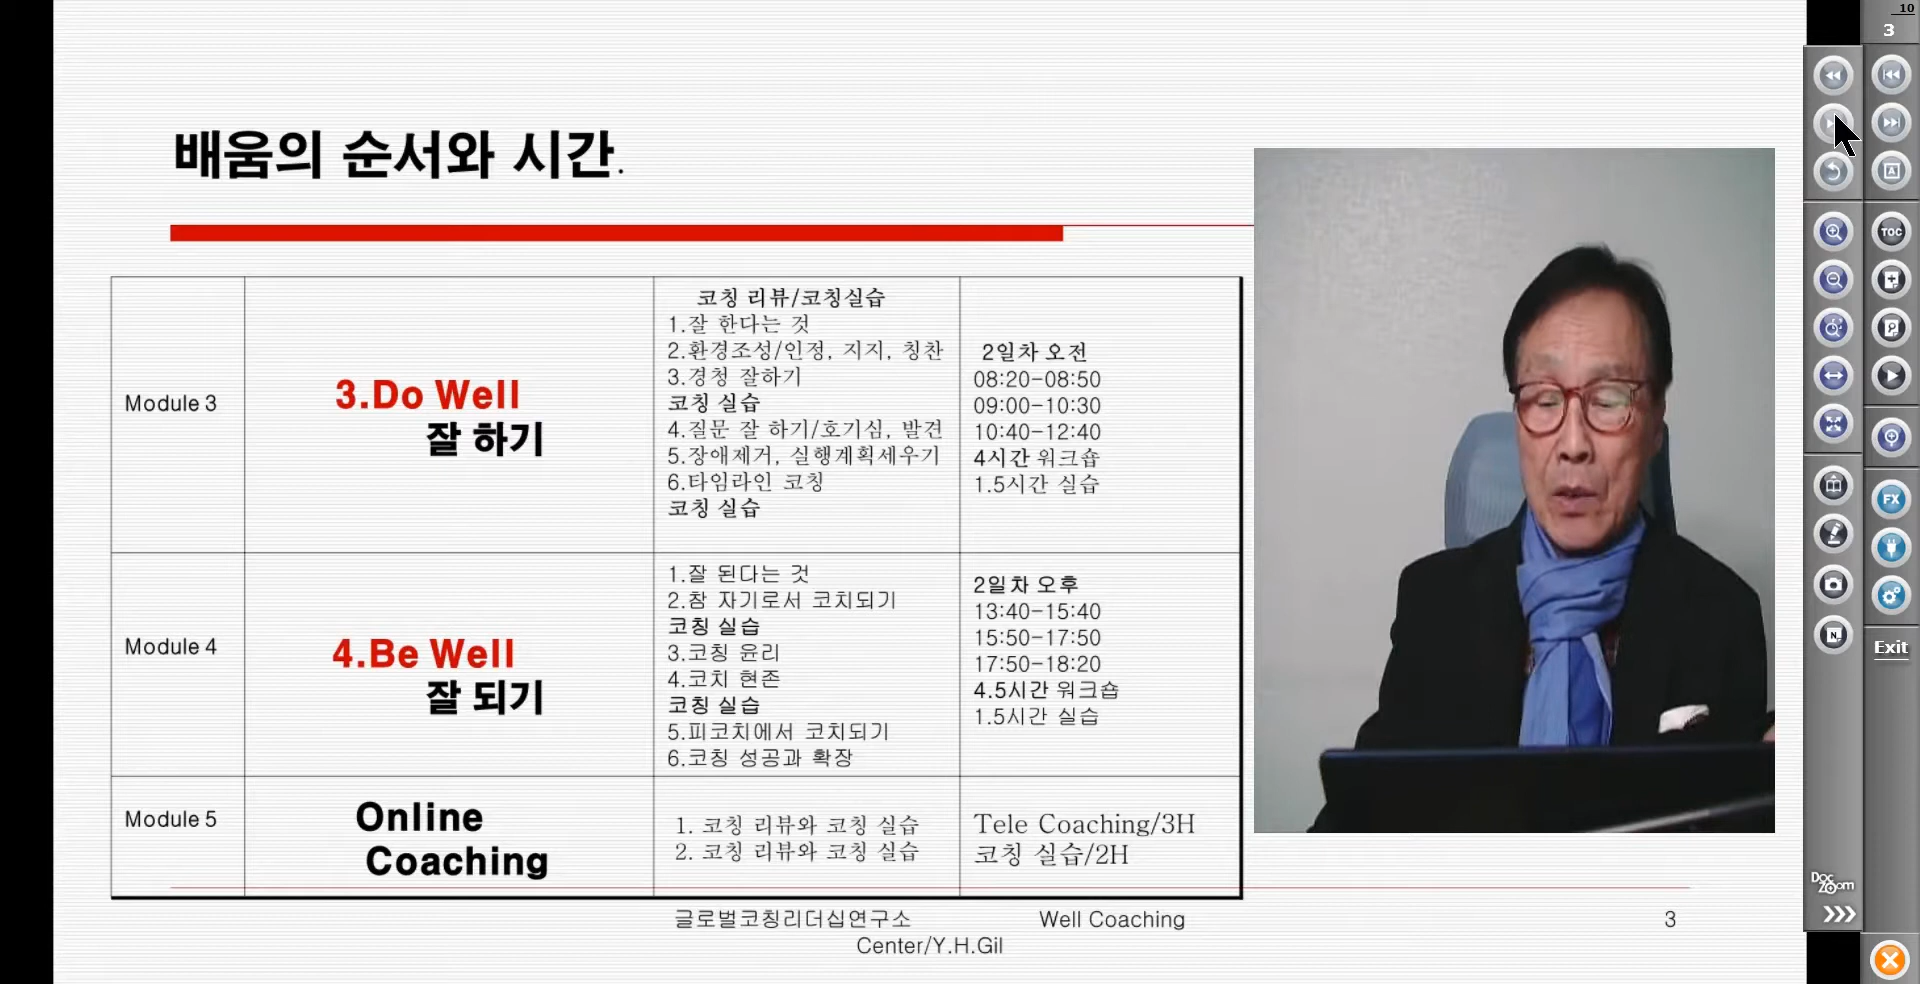 배움의 순서와 시간.
Module 3
3.Do Well
잘 하기
코칭 리뷰/코칭실습
1.잘 한다는 것
2.환경조성/인정, 지지, 칭찬
3.경청 잘하기
코칭 실습
4.질문 잘 하기/호기심, 발견
5.장애제거, 실행계획세우기
6.타임라인 코칭
코칭 실습
2일차 오전
08:20-08:50
09:00-10:30
10:40-12:40
4시간 워크숍
1.5시간 실습
Module 4
4.Be Well
잘 되기
1.잘 된다는 것
2.참 자기로서 코치되기
코칭 실습
3.코칭 윤리
4.코치 현존
코칭 실습
5.피코치에서 코치되기
6.코칭 성공과 확장
2일차 오후
13:40-15:40
15:50-17:50
17:50-18:20
4.5시간 워크숍
1.5시간 실습
Module 5
Online
Coaching
1. 코칭 리뷰와 코칭 실습
2. 코칭 리뷰와 코칭 실습
Tele Coaching/3H
코칭 실습/2H
글로벌코칭리더십연구소 Well Coaching
Center/Y.H.Gil
3
10
3
A
TOC
FX
N
Exit
Doc
Zoom